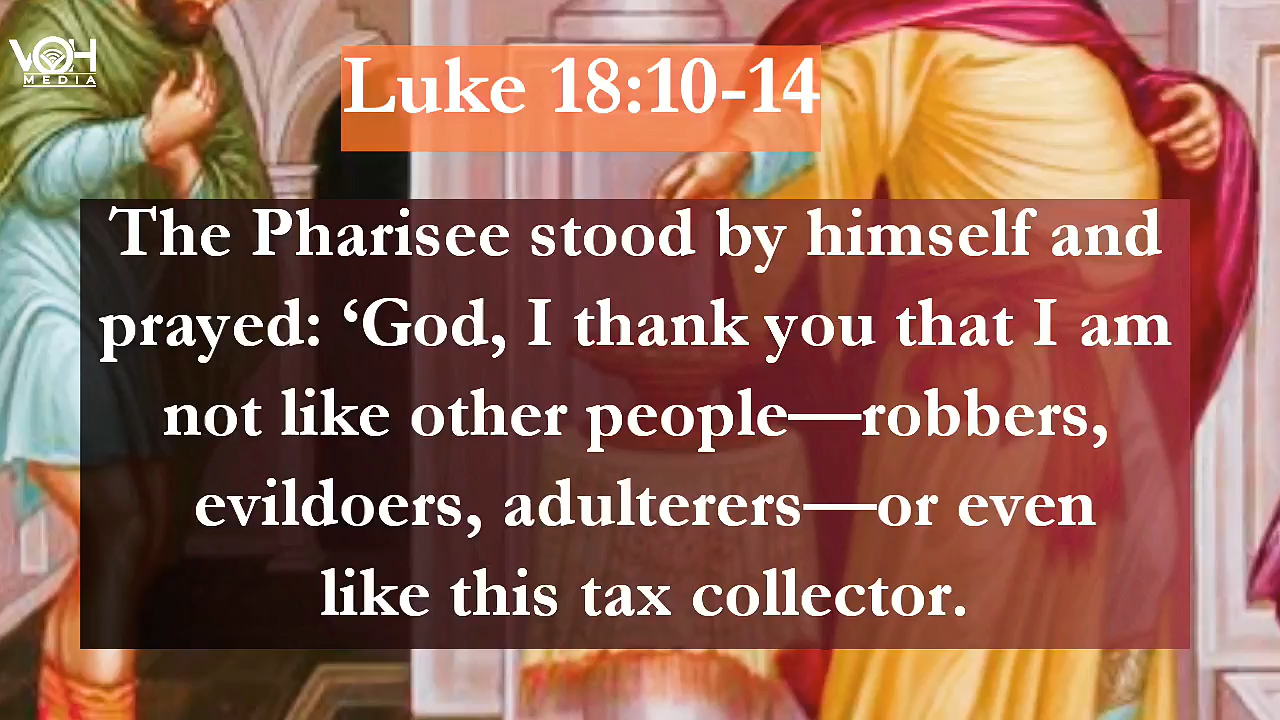 VOH
MEDIA
Luke 18:10-14
The Pharisee stood by himself and
prayed: ‘God, I thank you that I am
not like other people—robbers,
evildoers, adulterers—or even
like this tax collector.